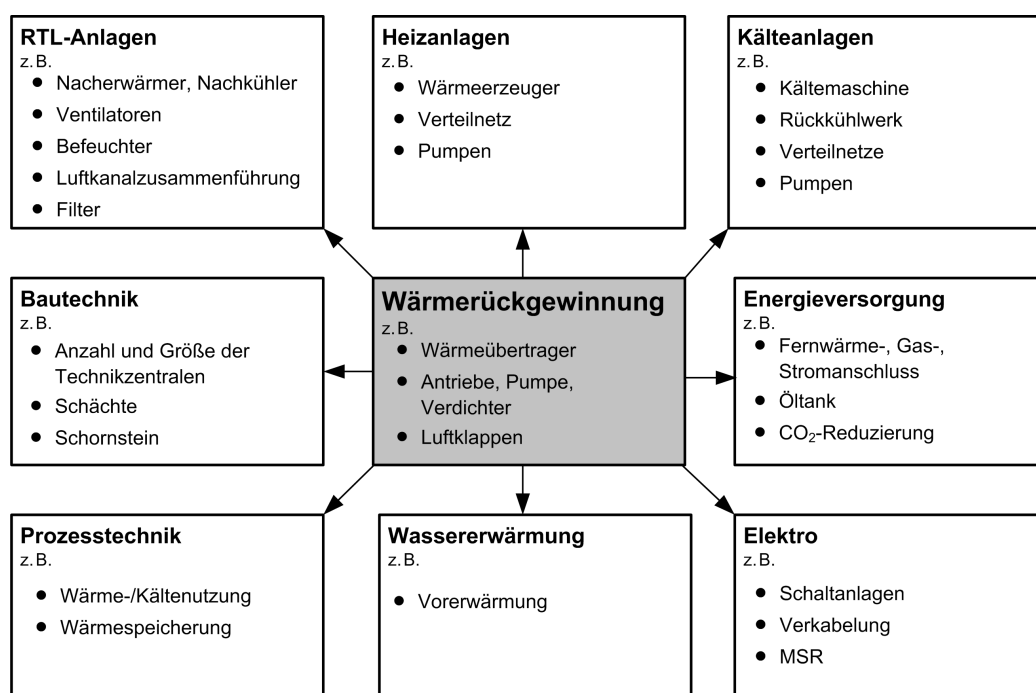 RTL-Anlagen
z.B.
● Nacherwärmer, Nachkühler
● Ventilatoren
● Befeuchter
● Luftkanalzusammenführung
● Filter
Heizanlagen
z.B.
● Wärmeerzeuger
● Verteilnetz
● Pumpen
Kälteanlagen
z.B.
● Kältemaschine
● Rückkühlwerk
● Verteilnetze
● Pumpen
Bautechnik
z.B.
● Anzahl und Größe der
Technikzentralen
● Schächte
● Schornstein
Wärmerückgewinnung
z.B.
● Wärmeübertrager
● Antriebe, Pumpe,
Verdichter
● Luftklappen
Energieversorgung
z.B.
● Fernwärme-, Gas-,
Stromanschluss
● Öltank
● CO₂-Reduzierung
Prozesstechnik
z.B.
● Wärme-/Kältenutzung
● Wärmespeicherung
Wassererwärmung
z.B.
● Vorerwärmung
Elektro
z.B.
● Schaltanlagen
● Verkabelung
● MSR